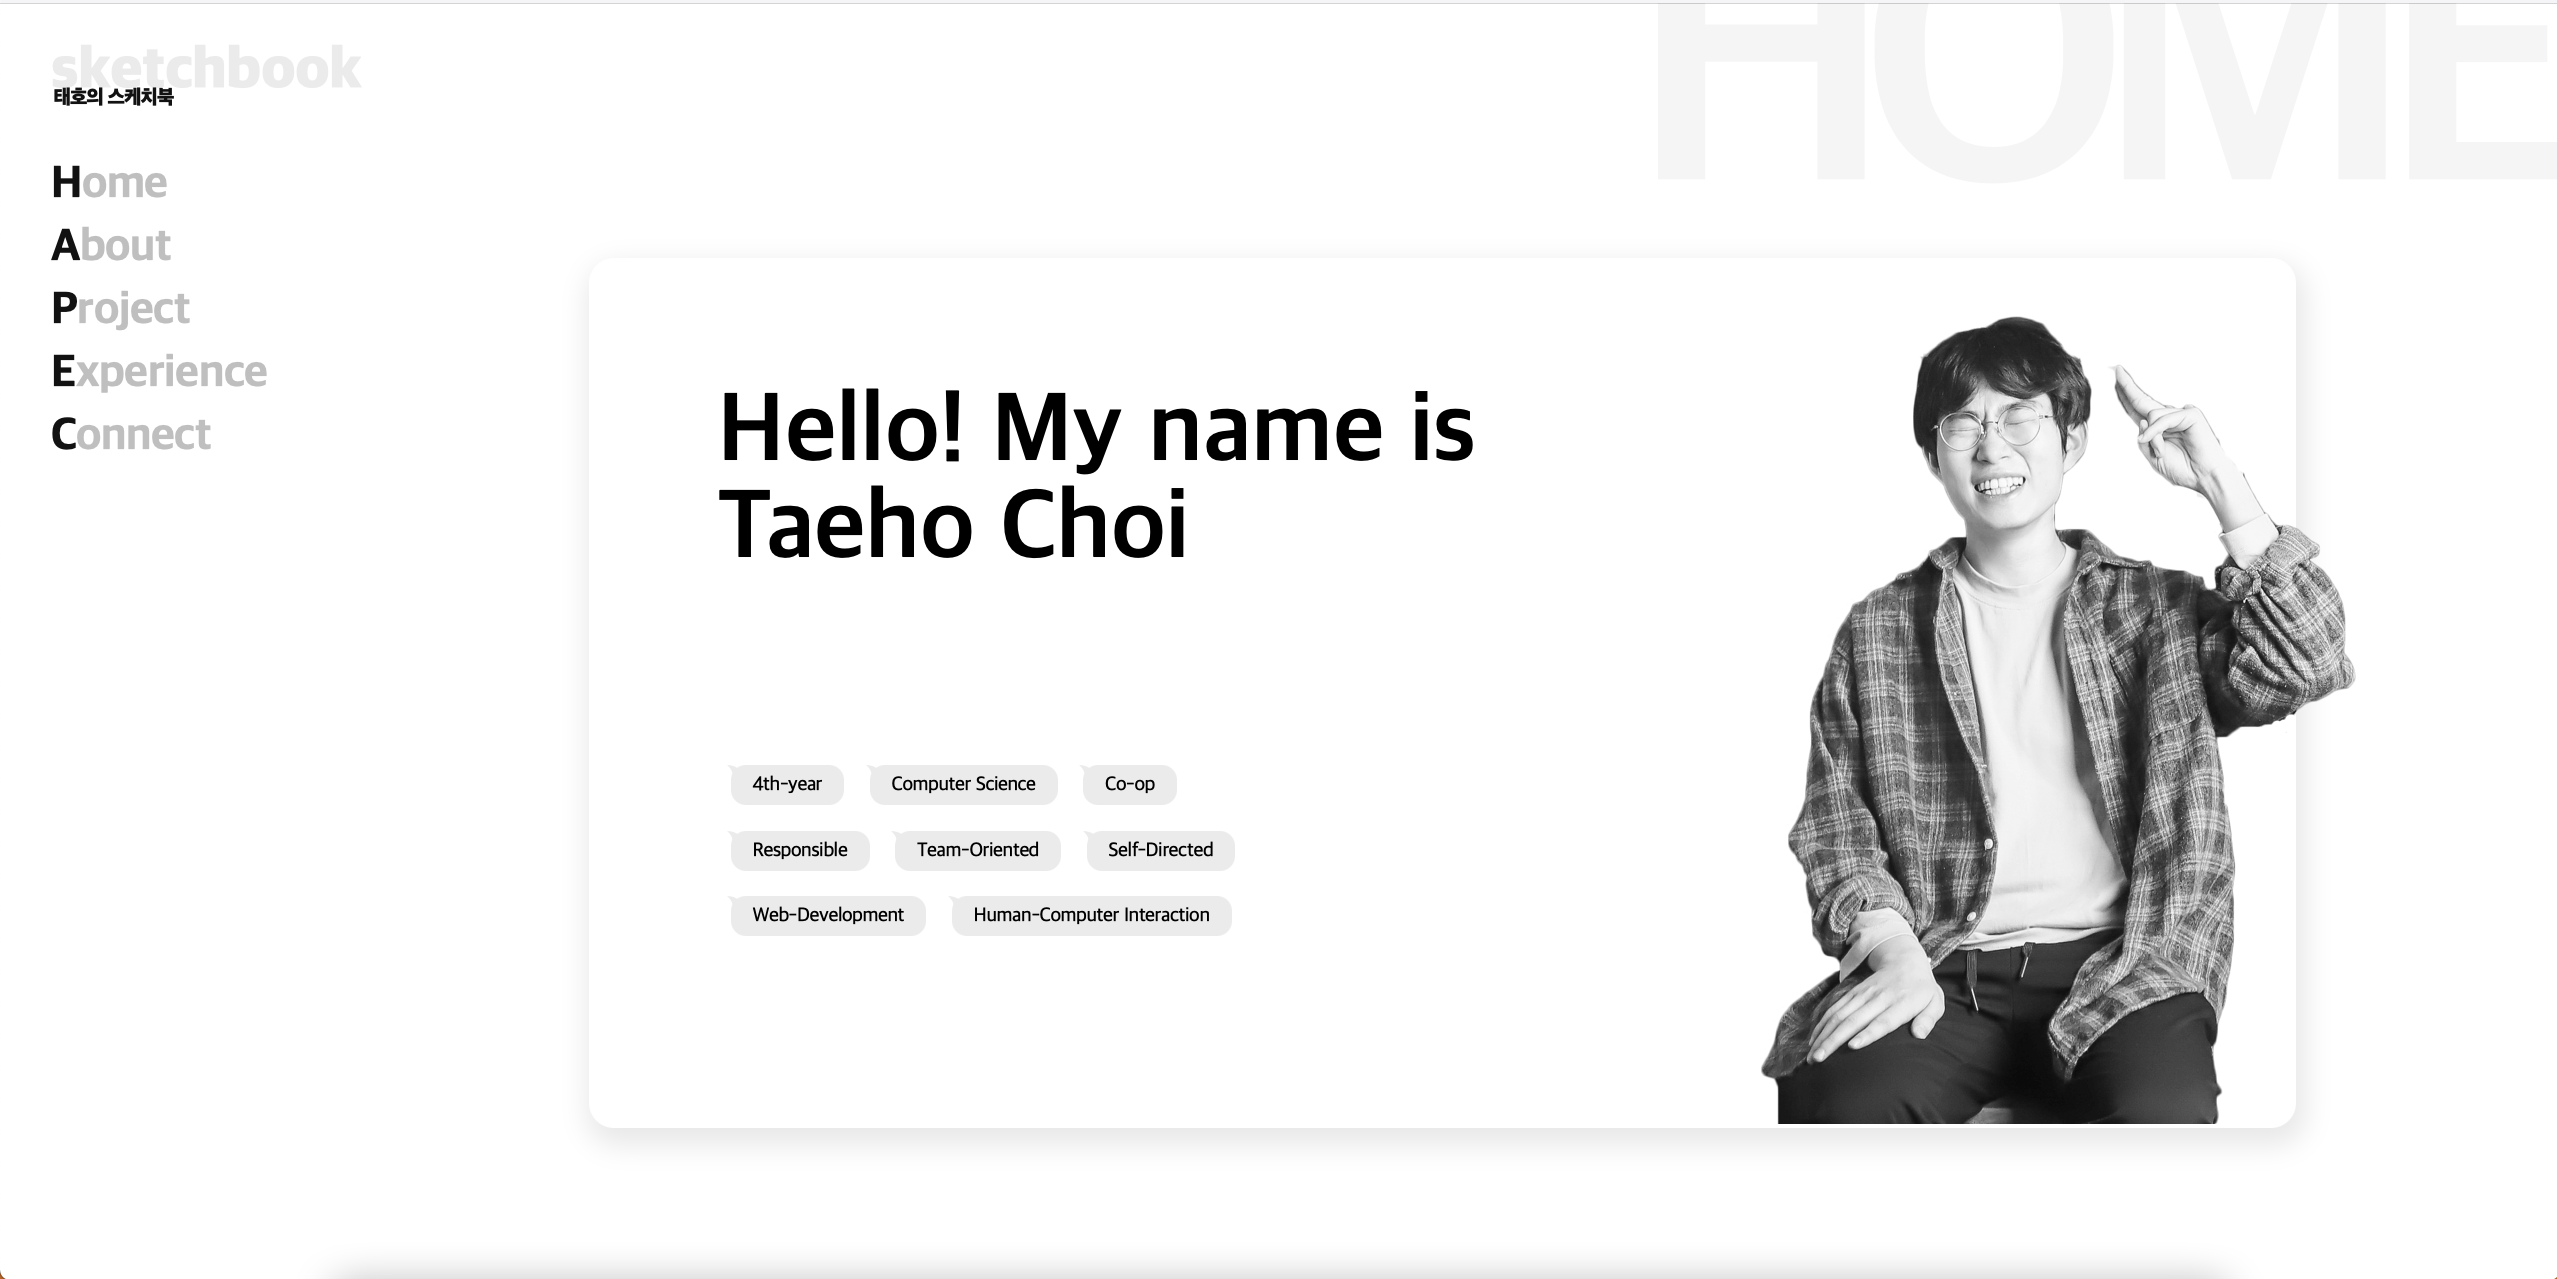 HOME
sketchbook
태호의 스케치북
Home
About
Project
Experience
Connect
Hello! My name is
Taeho Choi
4th-year Computer Science Co-op
Responsible Team-Oriented Self-Directed
Web-Development Human-Computer Interaction